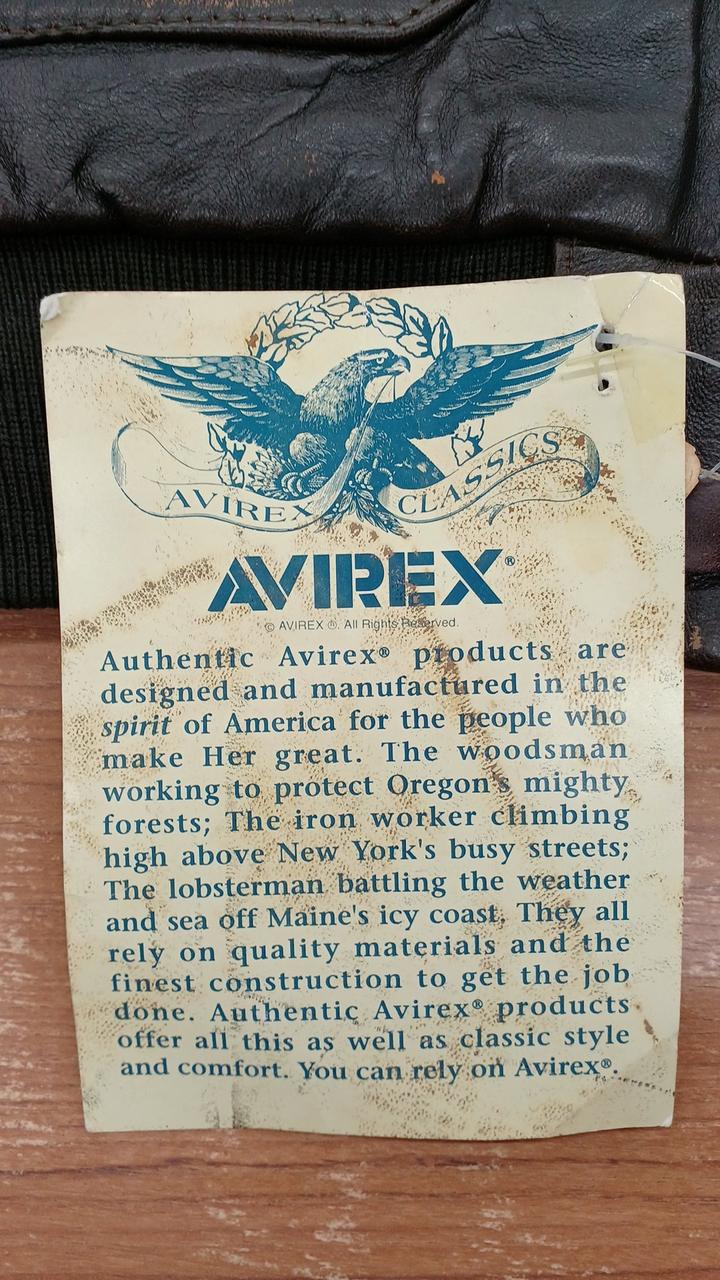 AVIREX CLASSICS
AVIREX®
© AVIREX ®. All Rights Reserved.
Authentic Avirex® products are
designed and manufactured in the
spirit of America for the people who
make Her great. The woodsman
working to protect Oregon's mighty
forests; The iron worker climbing
high above New York's busy streets;
The lobsterman battling the weather
and sea off Maine's icy coast. They all
rely on quality materials and the
finest construction to get the job
done. Authentic Avirex® products
offer all this as well as classic style
and comfort. You can rely on Avirex®.